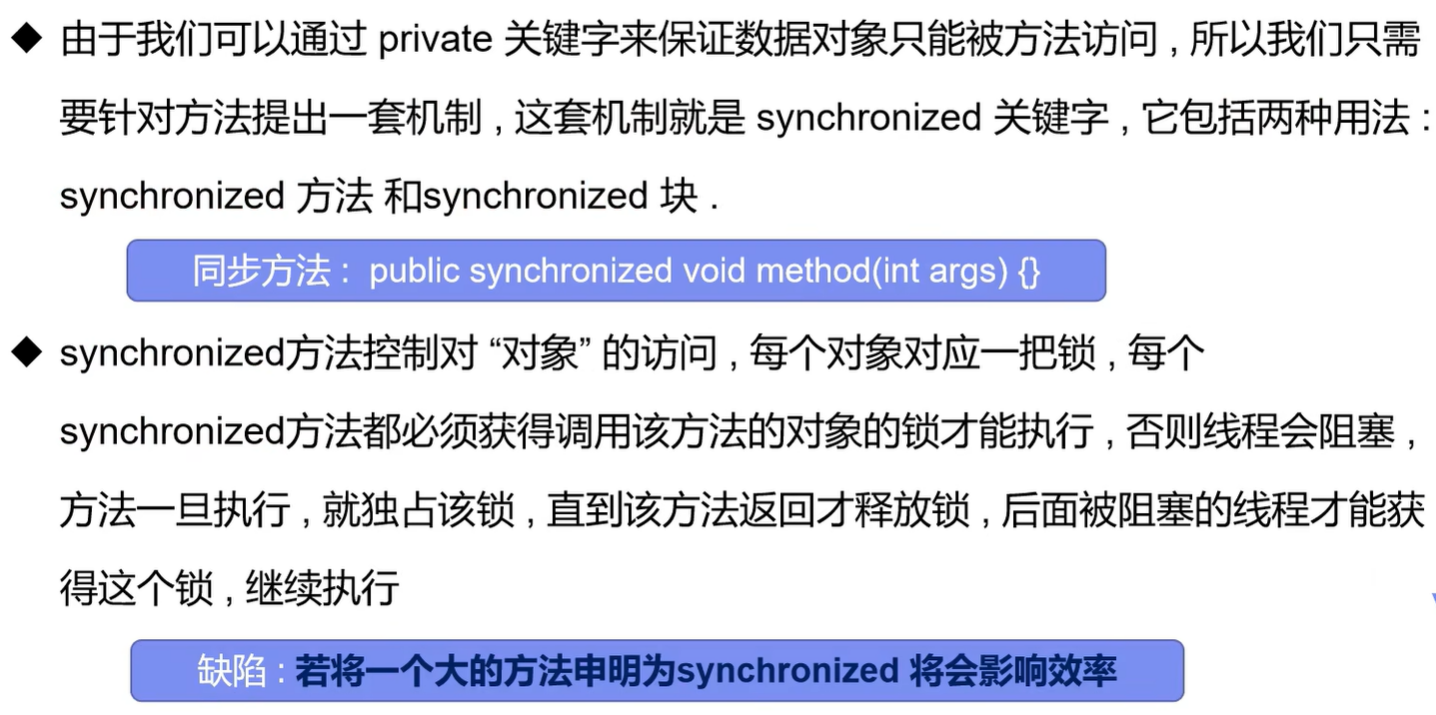 ◆ 由于我们可以通过 private 关键字来保证数据对象只能被方法访问 , 所以我们只需
要针对方法提出一套机制 , 这套机制就是 synchronized 关键字 , 它包括两种用法 :
synchronized 方法 和synchronized 块 .
同步方法 : public synchronized void method(int args) {}
◆ synchronized方法控制对 “对象” 的访问 , 每个对象对应一把锁 , 每个
synchronized方法都必须获得调用该方法的对象的锁才能执行 , 否则线程会阻塞 ,
方法一旦执行 , 就独占该锁 , 直到该方法返回才释放锁 , 后面被阻塞的线程才能获
得这个锁 , 继续执行
缺陷 : 若将一个大的方法申明为synchronized 将会影响效率